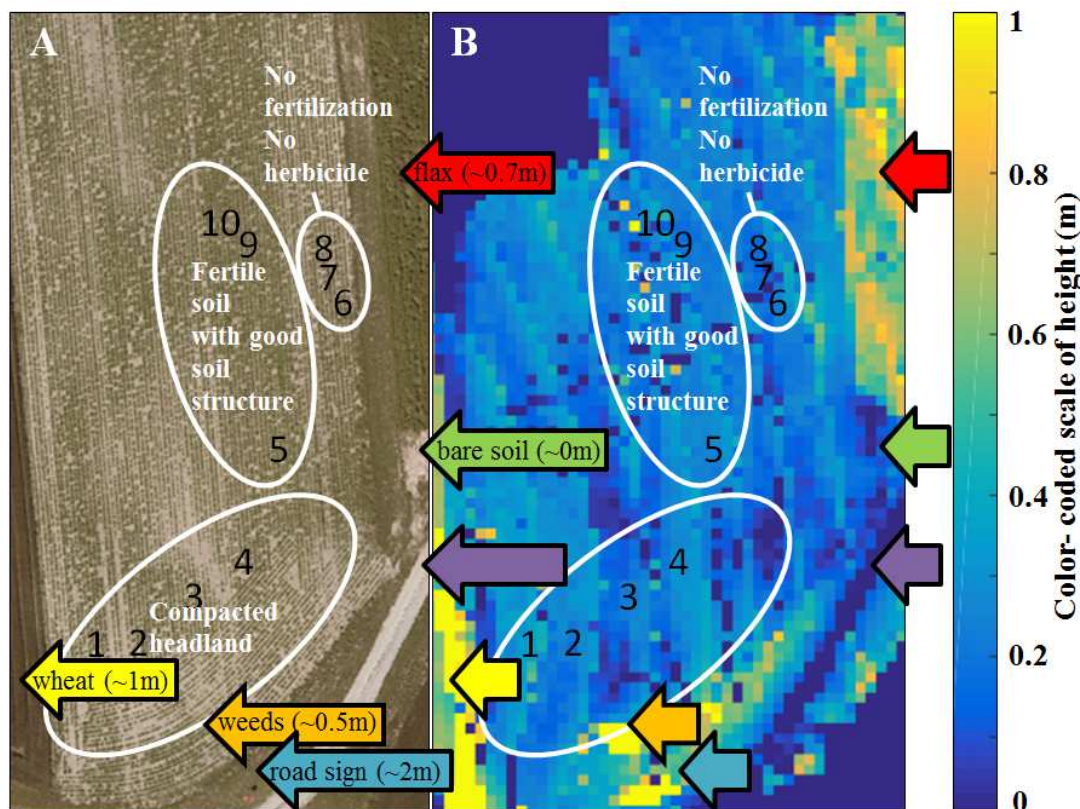 A
No
fertilization
No
herbicide
flax (~0.7m)
10
9
8
7
6
Fertile
soil
with good
soil
structure
5
bare soil (~0m)
4
3
Compacted
headland
1
2
wheat (~1m)
weeds (~0.5m)
road sign (~2m)
B
No
fertilization
No
herbicide
10
9
8
7
6
Fertile
soil
with good
soil
structure
5
4
3
1
2
1
0.8
0.6
0.4
0.2
0
Color- coded scale of height (m)